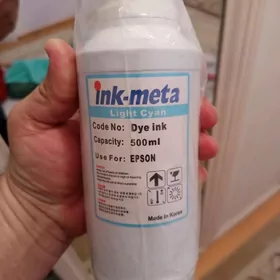 ink-meta
Light Cyan
Code No: Dye ink
Capacity: 500ml
Use For: EPSON
Made in Korea